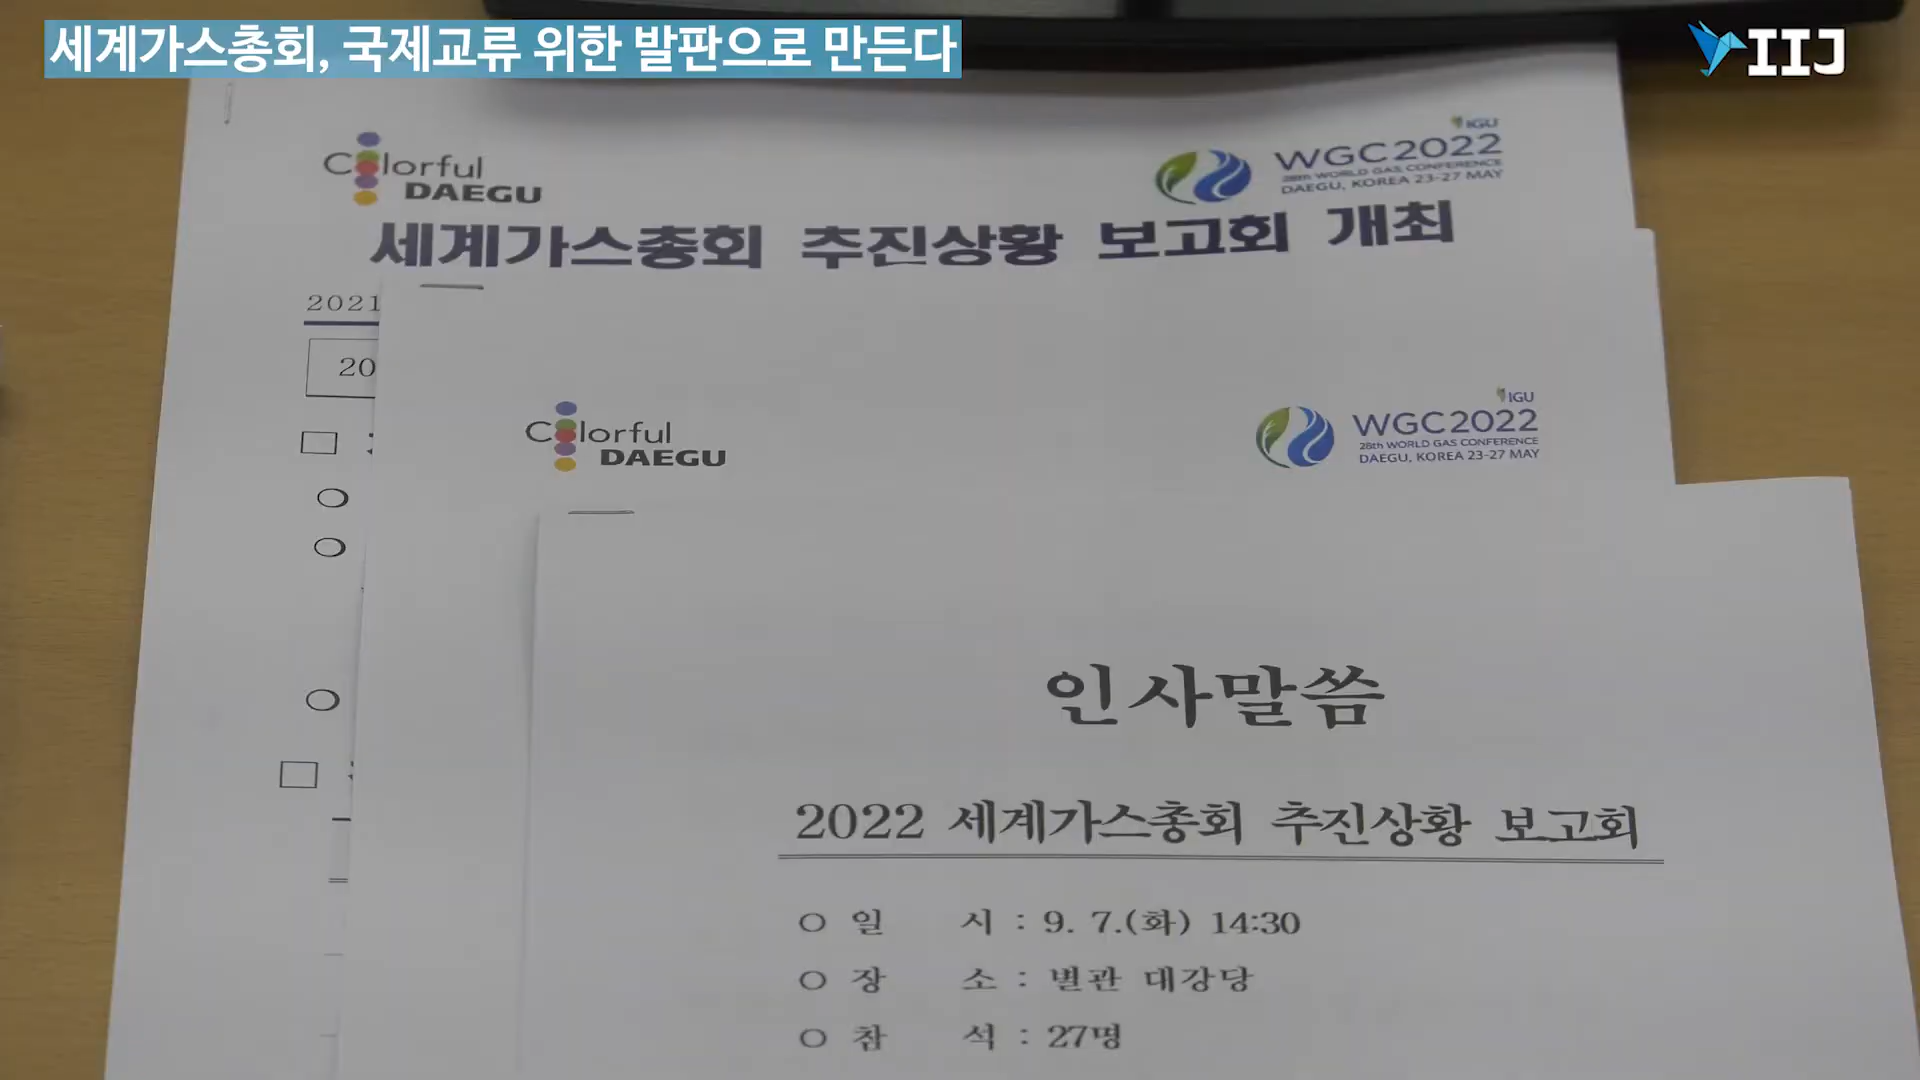 세계가스총회, 국제교류 위한 발판으로 만든다
IIJ
Colorful
DAEGU
IGU
WGC2022
28th WORLD GAS CONFERENCE
DAEGU, KOREA 23-27 MAY
세계가스총회 추진상황 보고회 개최
2021
20
Colorful
DAEGU
IGU
WGC2022
28th WORLD GAS CONFERENCE
DAEGU, KOREA 23-27 MAY
인사말씀
2022 세계가스총회 추진상황 보고회
○ 일 시 : 9. 7.(화) 14:30
○ 장 소 : 별관 대강당
○ 참 석 : 27명